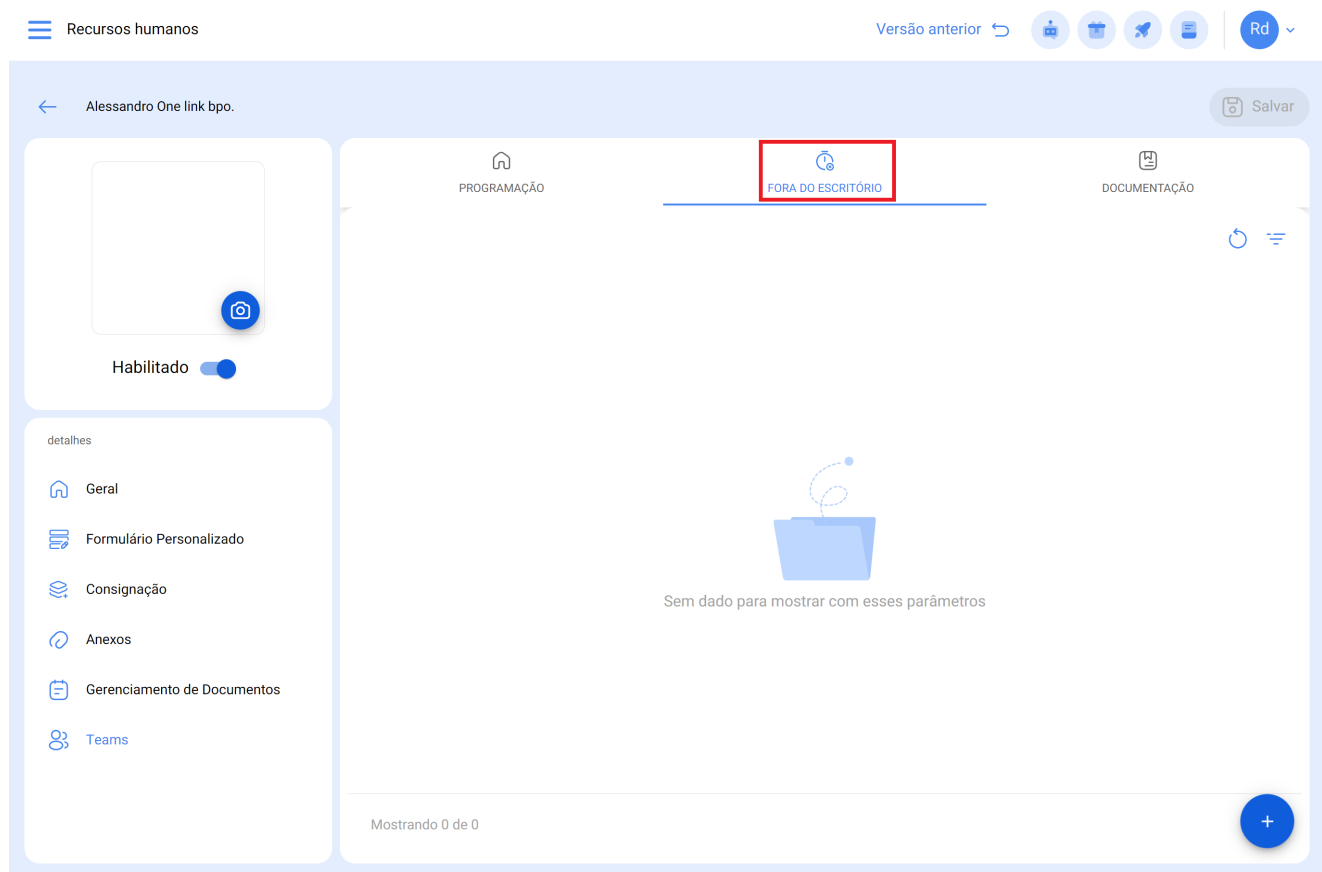 Recursos humanos
Versão anterior
Rd
Alessandro One link bpo.
Salvar
Habilitado
detalhes
Geral
Formulário Personalizado
Consignação
Anexos
Gerenciamento de Documentos
Teams
PROGRAMAÇÃO
FORA DO ESCRITÓRIO
DOCUMENTAÇÃO
Sem dado para mostrar com esses parâmetros
Mostrando 0 de 0
+